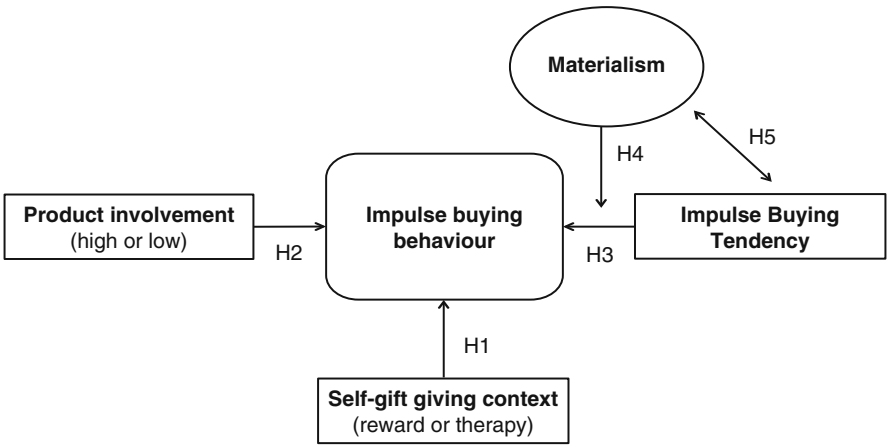 Materialism
H5
H4
Product involvement
(high or low)
H2
Impulse buying
behaviour
H3
Impulse Buying
Tendency
H1
Self-gift giving context
(reward or therapy)